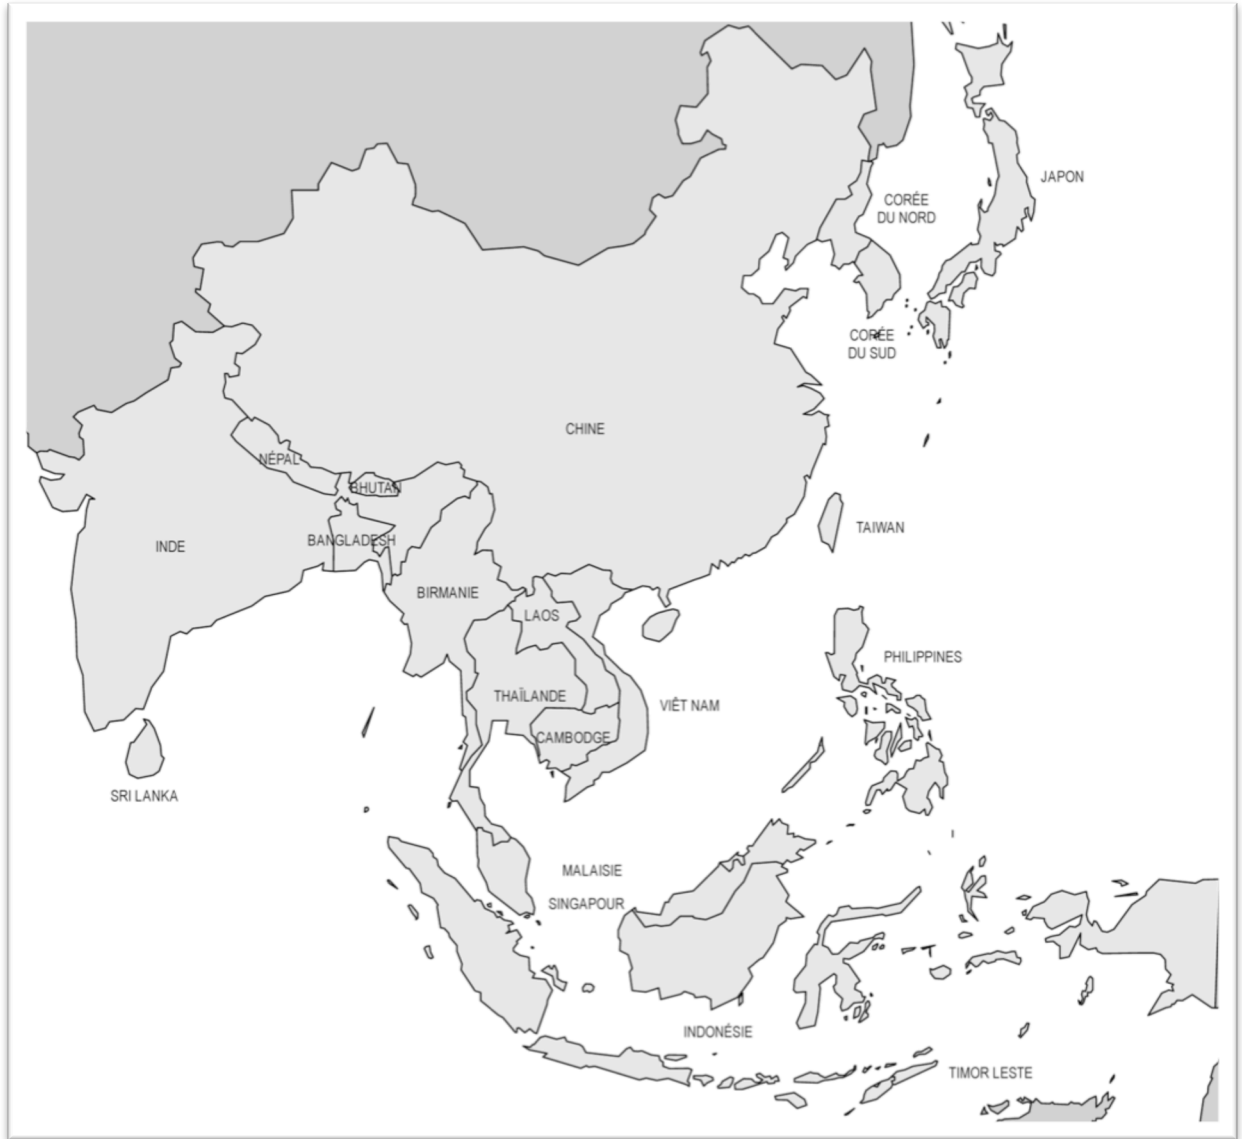 JAPON
CORÉE
DU NORD
CORÉE
DU SUD
CHINE
NÉPAL
BHUTAN
TAIWAN
BANGLADESH
INDE
BIRMANIE
LAOS
PHILIPPINES
THAÏLANDE
VIÊT NAM
CAMBODGE
SRI LANKA
MALAISIE
SINGAPOUR
INDONÉSIE
TIMOR LESTE